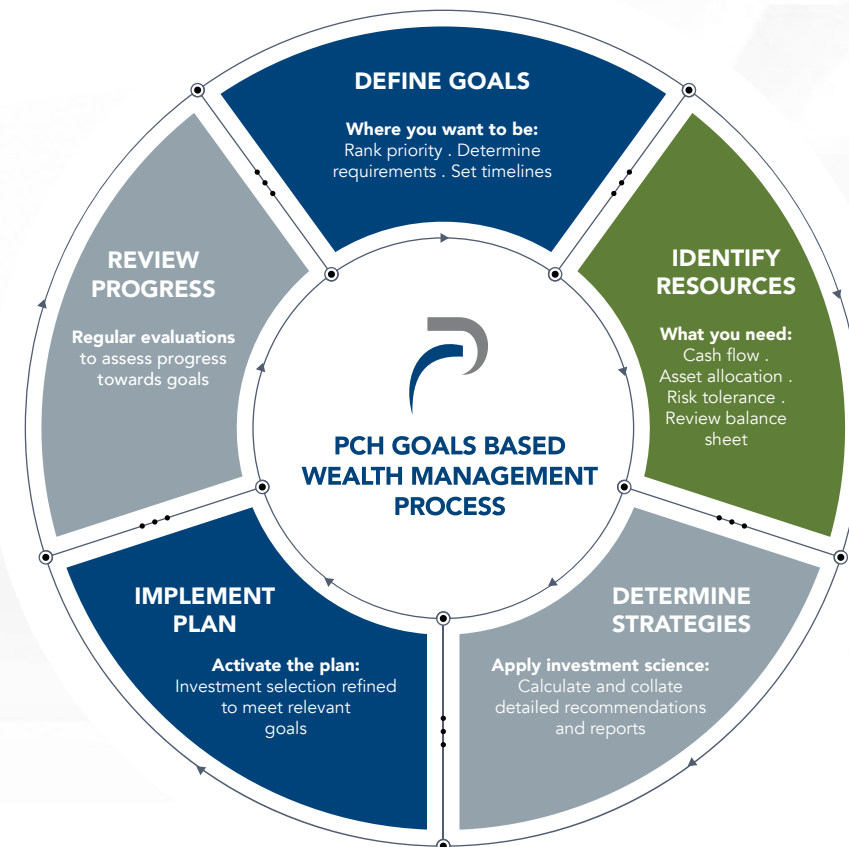 DEFINE GOALS
Where you want to be:
Rank priority . Determine
requirements . Set timelines
IDENTIFY
RESOURCES
What you need:
Cash flow .
Asset allocation .
Risk tolerance .
Review balance
sheet
DETERMINE
STRATEGIES
Apply investment science:
Calculate and collate
detailed recommendations
and reports
IMPLEMENT
PLAN
Activate the plan:
Investment selection refined
to meet relevant
goals
REVIEW
PROGRESS
Regular evaluations
to assess progress
towards goals
PCH GOALS BASED
WEALTH MANAGEMENT
PROCESS